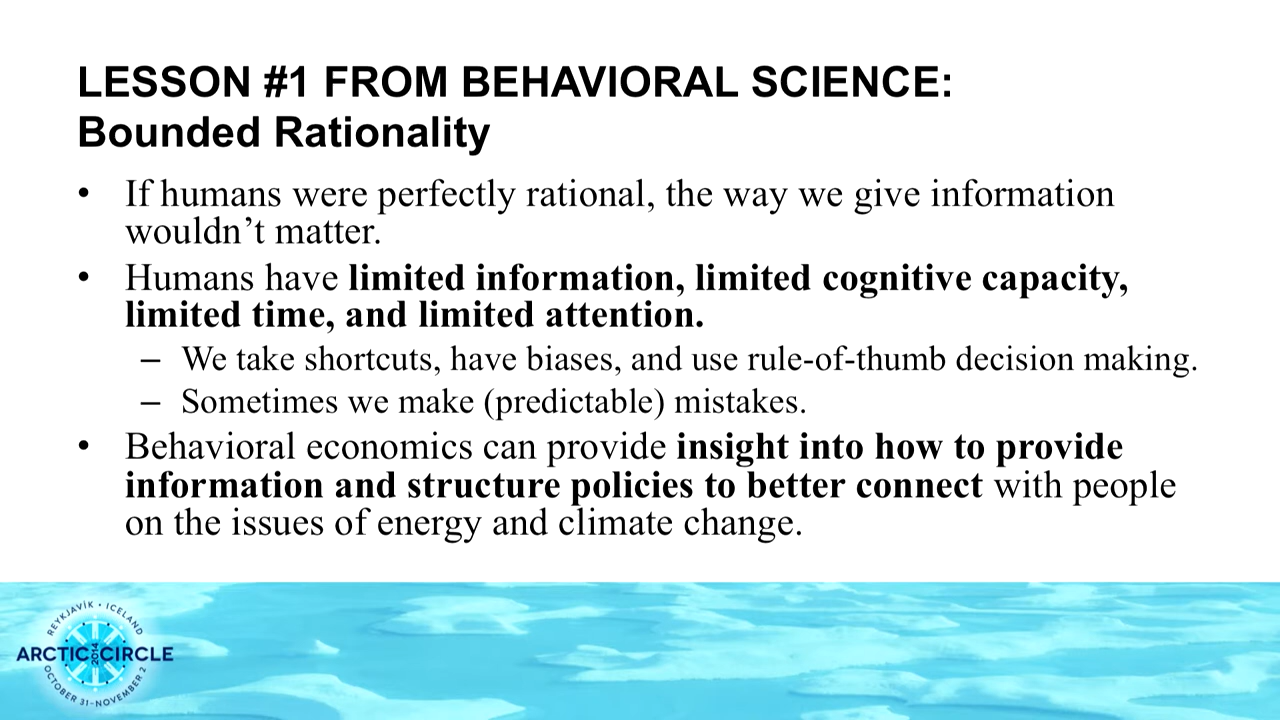 LESSON #1 FROM BEHAVIORAL SCIENCE:
Bounded Rationality
• If humans were perfectly rational, the way we give information
wouldn’t matter.
• Humans have limited information, limited cognitive capacity,
limited time, and limited attention.
– We take shortcuts, have biases, and use rule-of-thumb decision making.
– Sometimes we make (predictable) mistakes.
• Behavioral economics can provide insight into how to provide
information and structure policies to better connect with people
on the issues of energy and climate change.
REYKJAVÍK • ICELAND
ARCTIC 2014 CIRCLE
OCTOBER 31–NOVEMBER 2